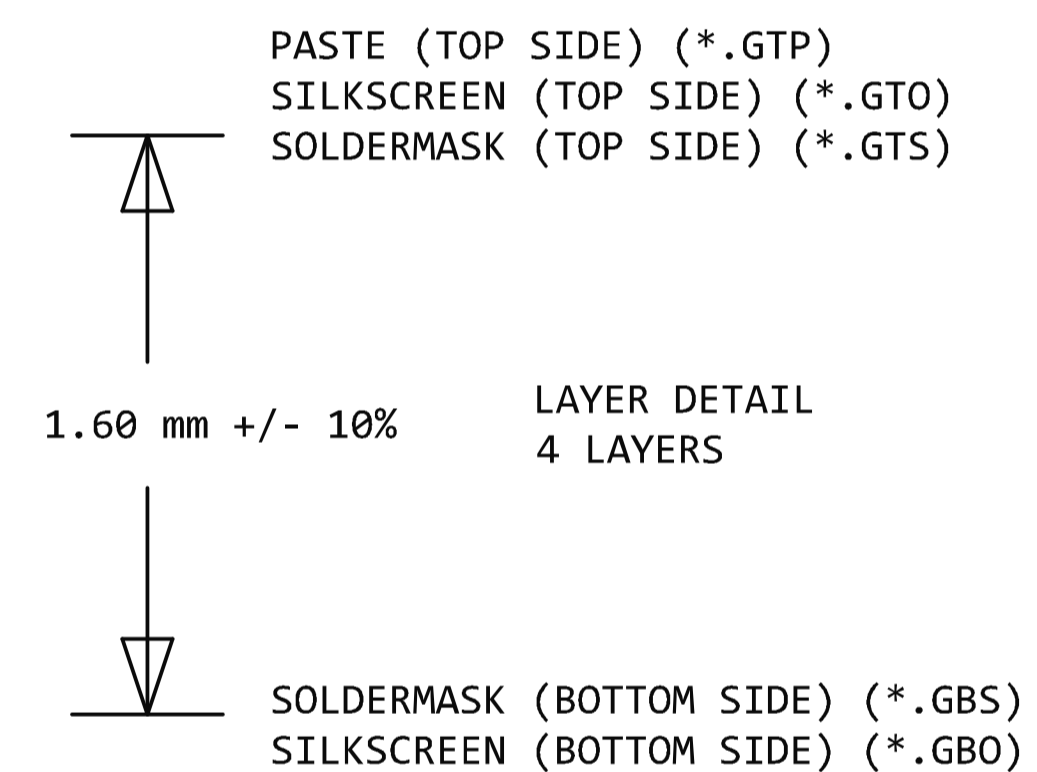 PASTE (TOP SIDE) (*.GTP)
SILKSCREEN (TOP SIDE) (*.GTO)
SOLDERMASK (TOP SIDE) (*.GTS)
1.60 mm +/- 10%
LAYER DETAIL
4 LAYERS
SOLDERMASK (BOTTOM SIDE) (*.GBS)
SILKSCREEN (BOTTOM SIDE) (*.GBO)